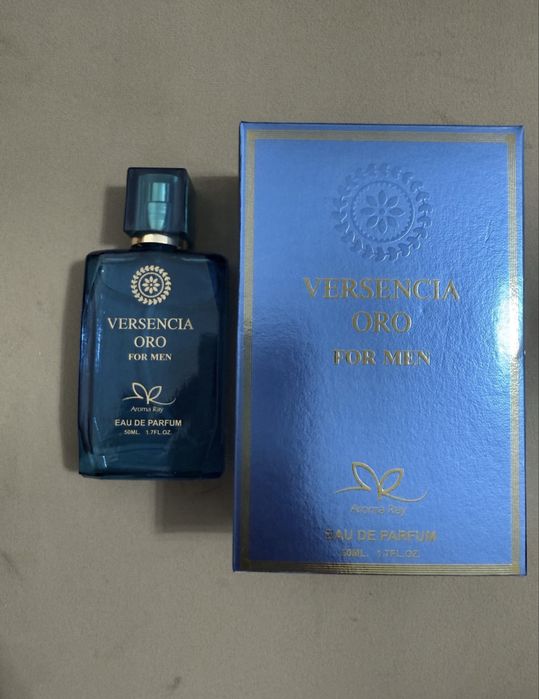 VERSENCIA
ORO
FOR MEN
Aroma Ray
EAU DE PARFUM
50ML. 1.7FL.OZ.
VERSENCIA
ORO
FOR MEN
Aroma Ray
EAU DE PARFUM
50ML. 1.7FL.OZ.